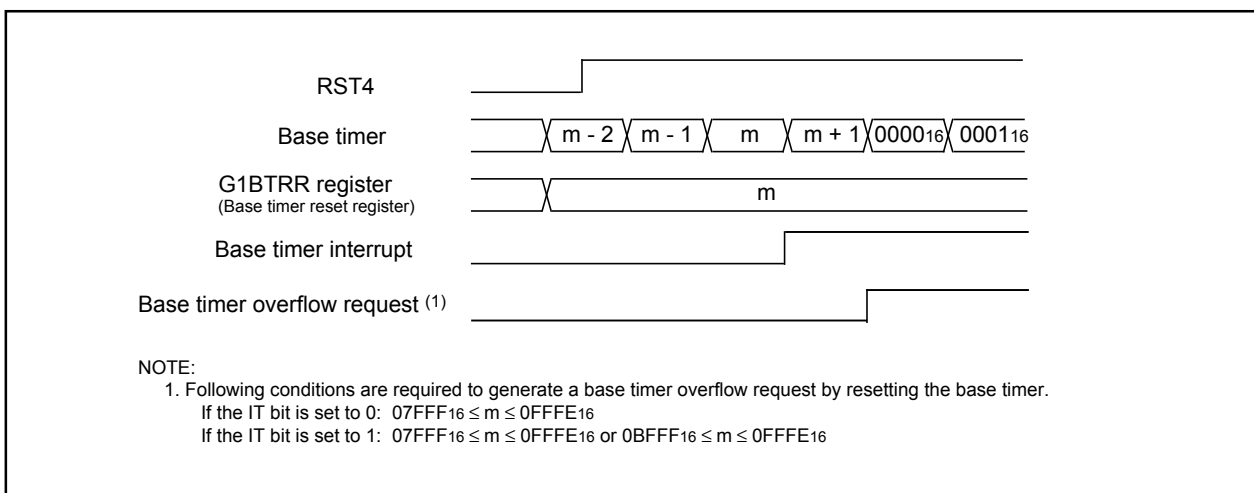 RST4
Base timer
m - 2 m - 1 m m + 1 000016 000116
G1BTRR register
(Base timer reset register)
m
Base timer interrupt
Base timer overflow request (1)
NOTE:
1. Following conditions are required to generate a base timer overflow request by resetting the base timer.
If the IT bit is set to 0: 07FFF16 ≤ m ≤ 0FFFE16
If the IT bit is set to 1: 07FFF16 ≤ m ≤ 0FFFE16 or 0BFFF16 ≤ m ≤ 0FFFE16